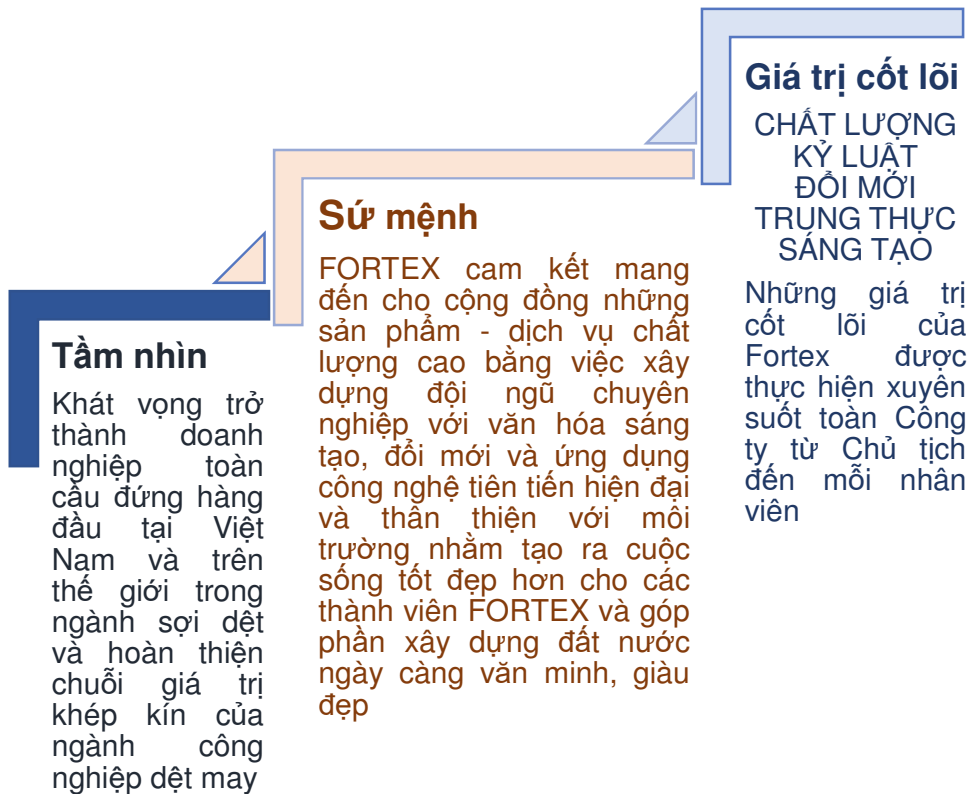 Tầm nhìn
Khát vọng trở
thành doanh
nghiệp toàn
cầu đứng hàng
đầu tại Việt
Nam và trên
thế giới trong
ngành sợi dệt
và hoàn thiện
chuỗi giá trị
khép kín của
ngành công
nghiệp dệt may
Sứ mệnh
FORTEX cam kết mang
đến cho cộng đồng những
sản phẩm - dịch vụ chất
lượng cao bằng việc xây
dựng đội ngũ chuyên
nghiệp với văn hóa sáng
tạo, đổi mới và ứng dụng
công nghệ tiên tiến hiện đại
và thân thiện với môi
trường nhằm tạo ra cuộc
sống tốt đẹp hơn cho các
thành viên FORTEX và góp
phần xây dựng đất nước
ngày càng văn minh, giàu
đẹp
Giá trị cốt lõi
CHẤT LƯỢNG
KỶ LUẬT
ĐỔI MỚI
TRUNG THỰC
SÁNG TẠO
Những giá trị
cốt lõi của
Fortex được
thực hiện xuyên
suốt toàn Công
ty từ Chủ tịch
đến mỗi nhân
viên